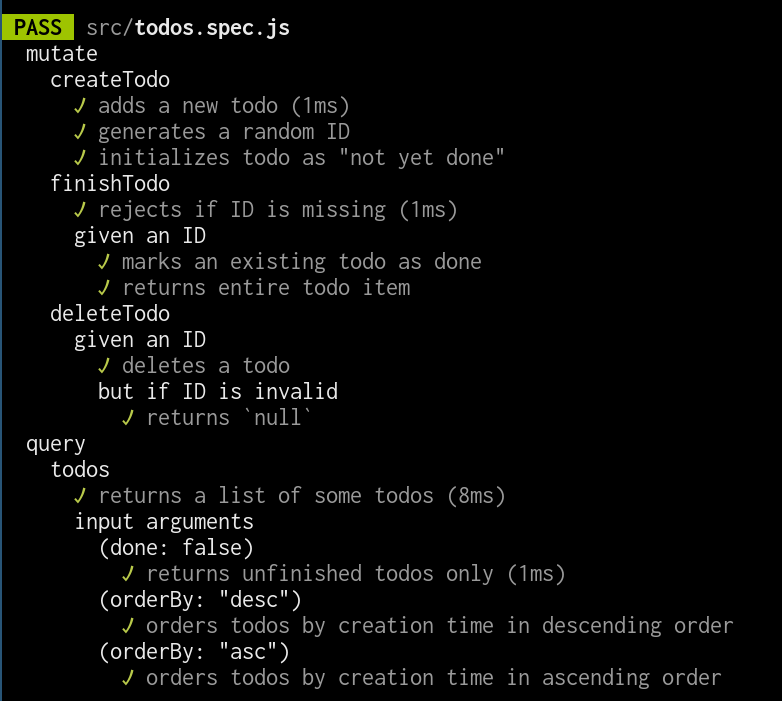 PASS src/todos.spec.js
mutate
createTodo
✓ adds a new todo (1ms)
✓ generates a random ID
✓ initializes todo as "not yet done"
finishTodo
✓ rejects if ID is missing (1ms)
given an ID
✓ marks an existing todo as done
✓ returns entire todo item
deleteTodo
given an ID
✓ deletes a todo
but if ID is invalid
✓ returns `null`
query
todos
✓ returns a list of some todos (8ms)
input arguments
(done: false)
✓ returns unfinished todos only (1ms)
(orderBy: "desc")
✓ orders todos by creation time in descending order
(orderBy: "asc")
✓ orders todos by creation time in ascending order